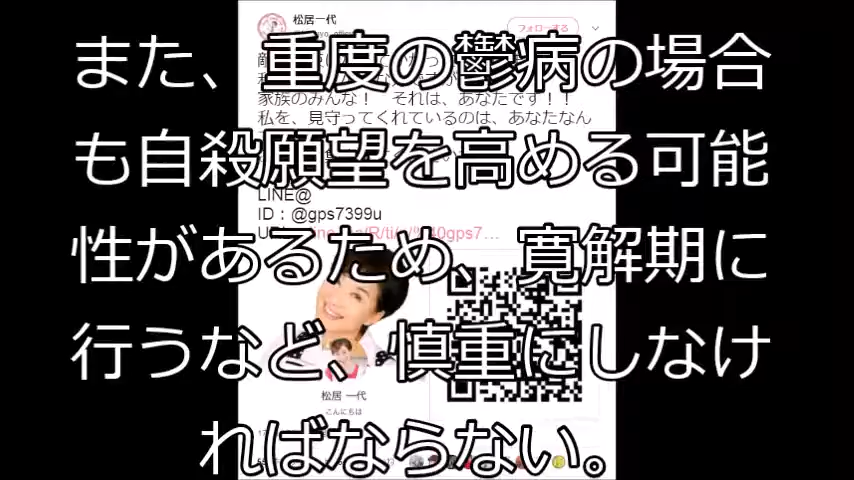 松居一代
フォローする
また、重度の鬱病の場合
家族のみんな！ それは、あなたです！！
私を、見守ってくれているのは、あなたなん
も自殺願望を高める可能
LINE@
ID：@gps7399u
性があるため、寛解期に
行うなど、慎重にしなけ
松居 一代
こんにちは
ればならない。